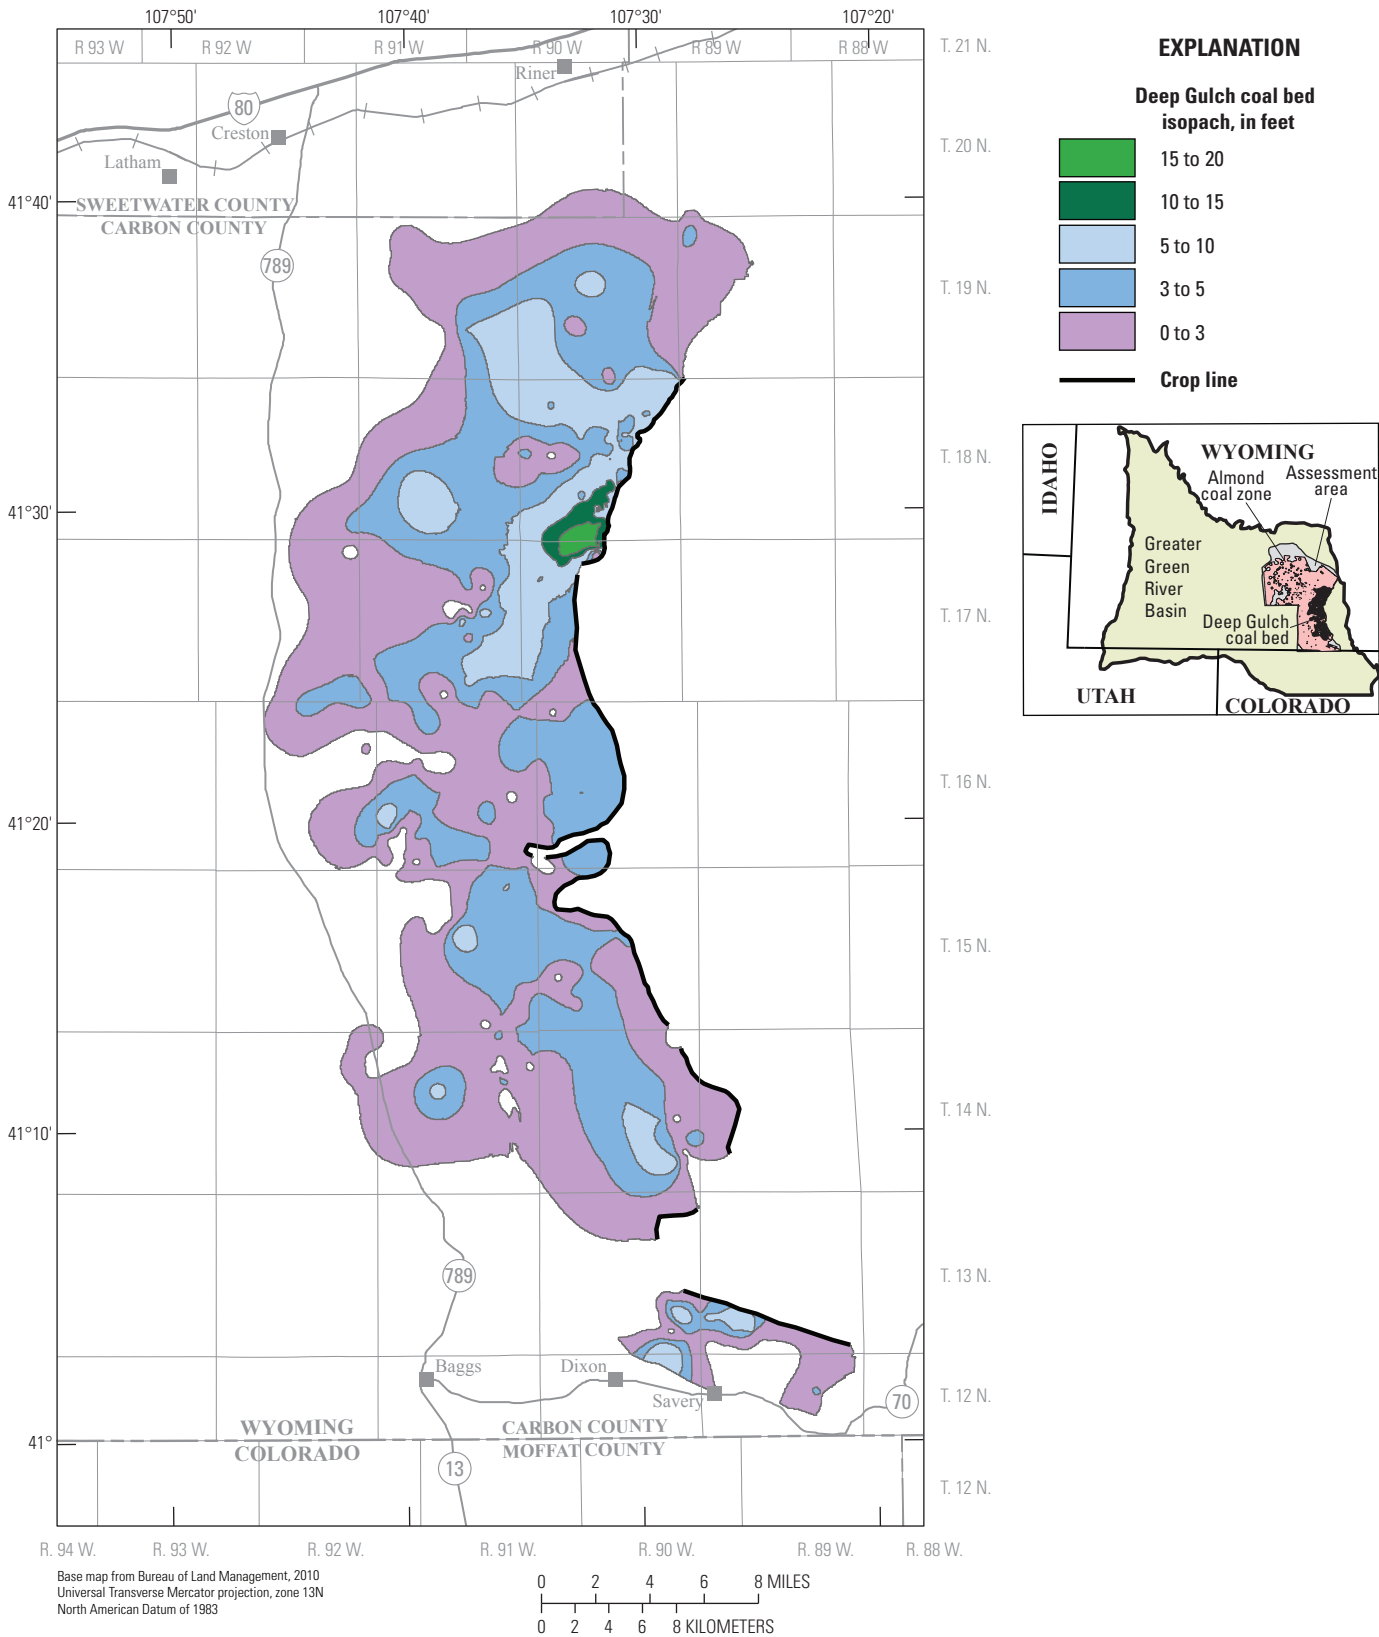 107°50'
107°40'
107°30'
107°20'
R 93 W
R 92 W
R 91 W
R 90 W
R 89 W
R 88 W
T. 21 N.
Riner
80
Creston
Latham
T. 20 N.
41°40'
SWEETWATER COUNTY
CARBON COUNTY
789
T. 19 N.
T. 18 N.
41°30'
T. 17 N.
T. 16 N.
41°20'
T. 15 N.
T. 14 N.
41°10'
789
T. 13 N.
Baggs
Dixon
Savery
70
T. 12 N.
WYOMING
COLORADO
CARBON COUNTY
MOFFAT COUNTY
41°
13
T. 12 N.
R. 94 W.
R. 93 W.
R. 92 W.
R. 91 W.
R. 90 W.
R. 89 W.
R. 88 W.
Base map from Bureau of Land Management, 2010
Universal Transverse Mercator projection, zone 13N
North American Datum of 1983
0 2 4 6 8 MILES
0 2 4 6 8 KILOMETERS
EXPLANATION
Deep Gulch coal bed
isopach, in feet
15 to 20
10 to 15
5 to 10
3 to 5
0 to 3
Crop line
IDAHO
WYOMING
Almond
coal zone
Assessment
area
Greater
Green
River
Basin
Deep Gulch
coal bed
UTAH
COLORADO